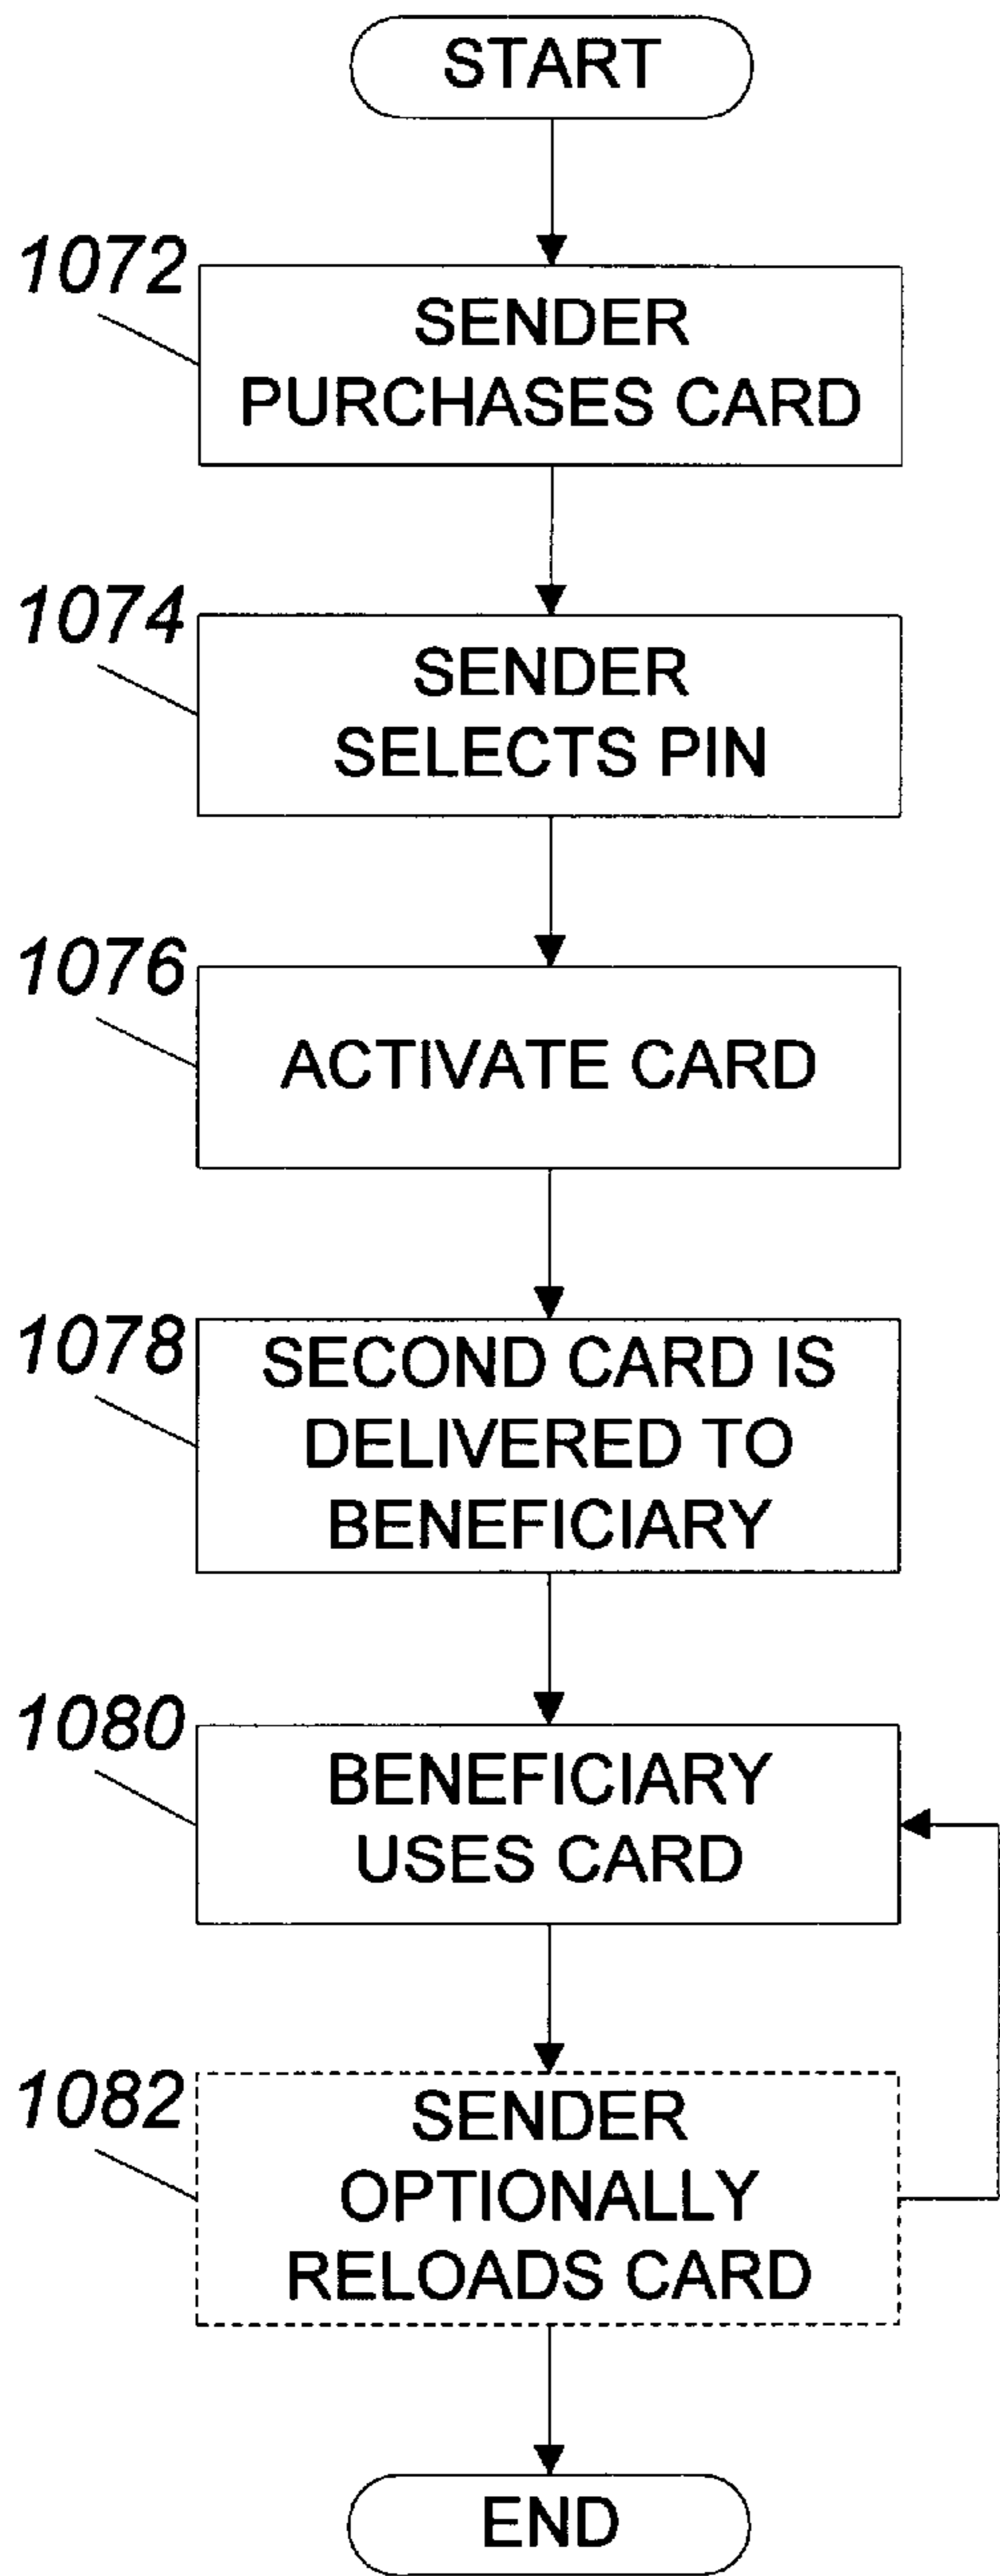 START
1072
SENDER
PURCHASES CARD
1074
SENDER
SELECTS PIN
1076
ACTIVATE CARD
1078
SECOND CARD IS
DELIVERED TO
BENEFICIARY
1080
BENEFICIARY
USES CARD
1082
SENDER
OPTIONALLY
RELOADS CARD
END